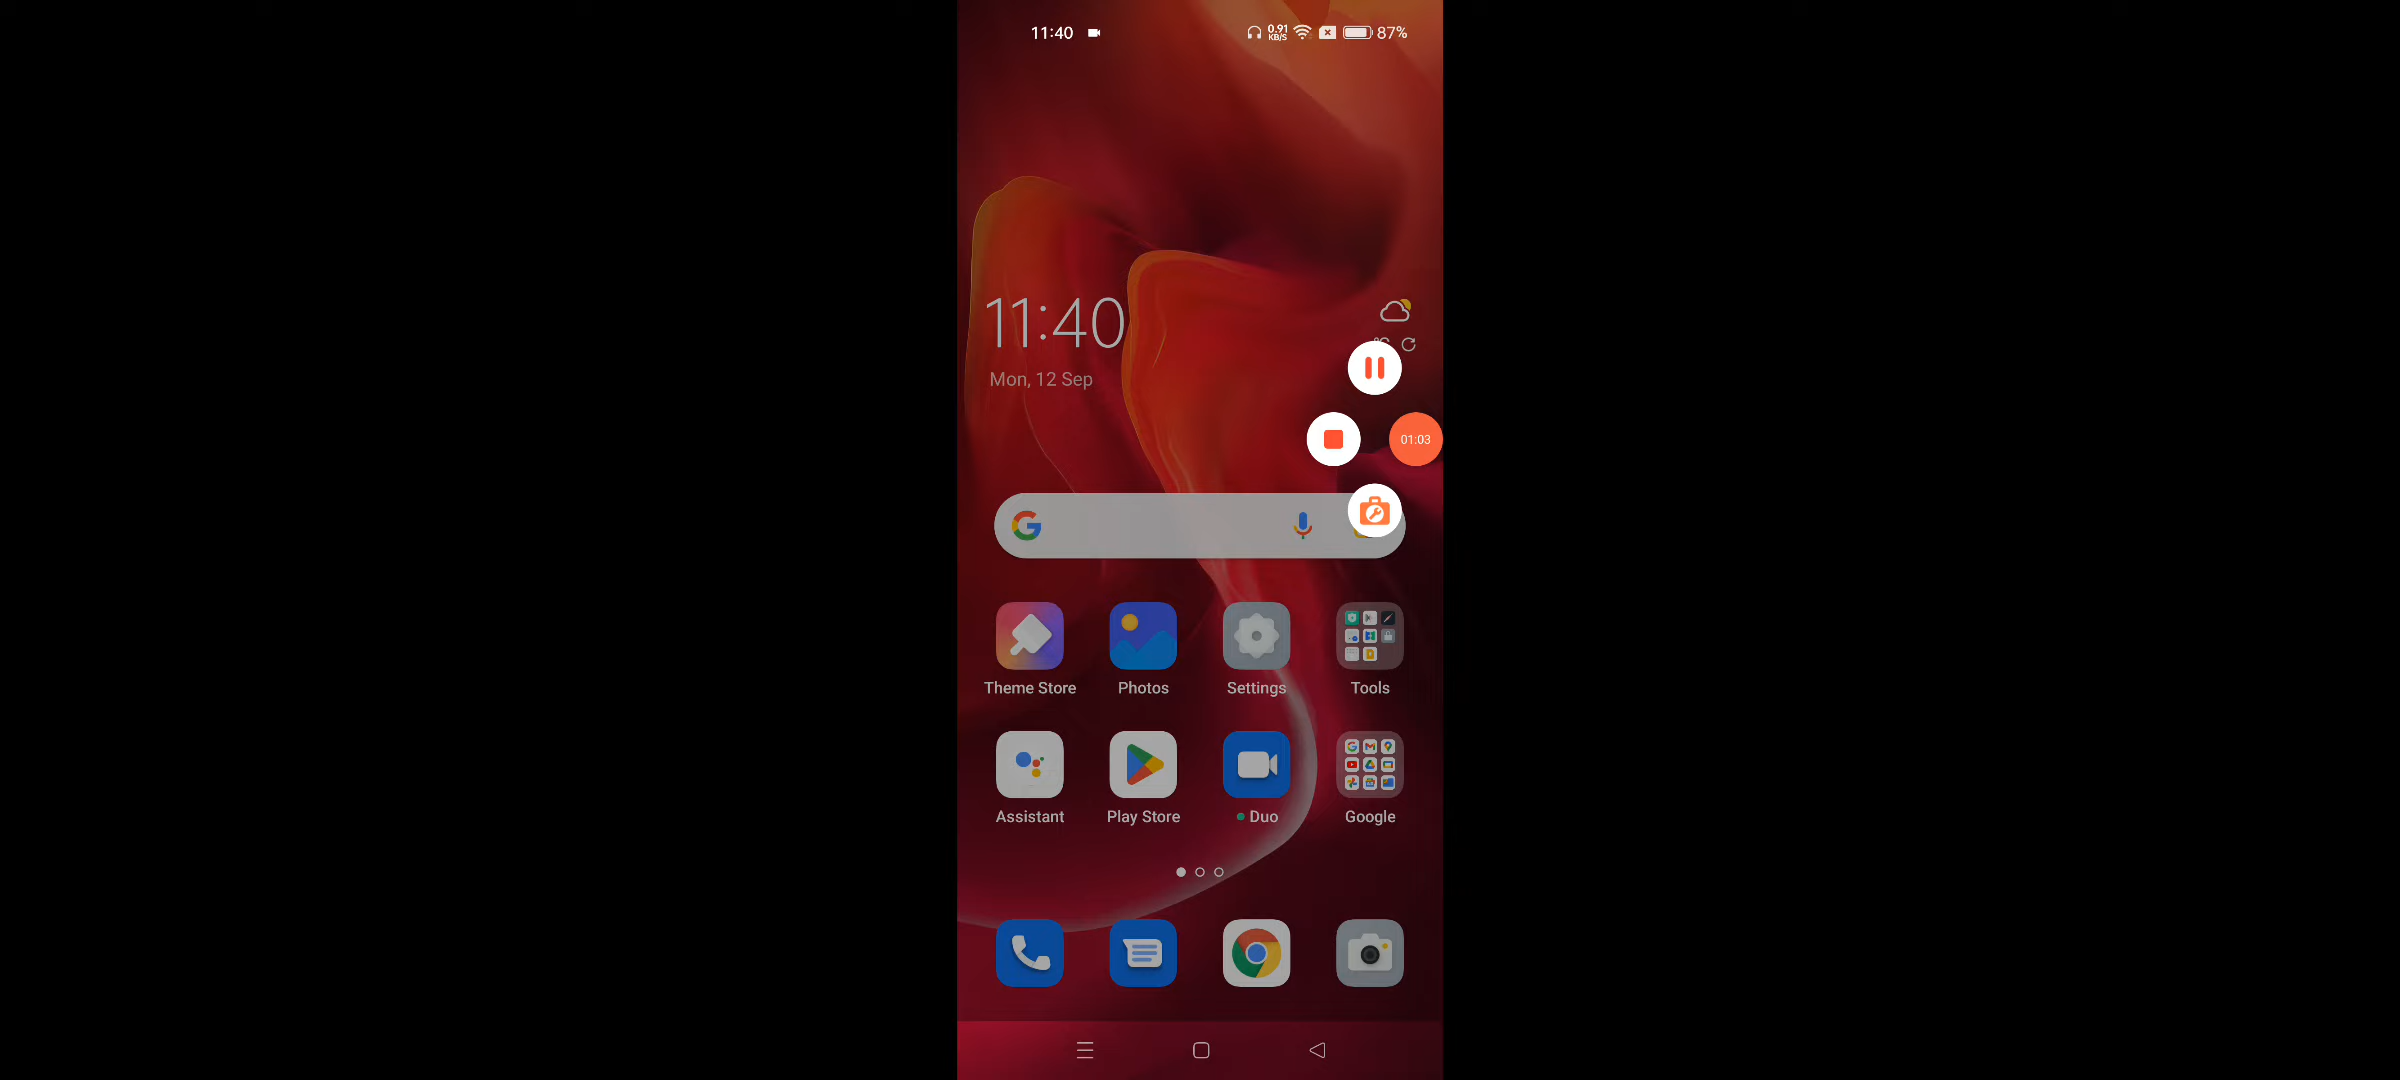 11:40
0.91
KB/S
87%
11:40
Mon, 12 Sep
01:03
Theme Store
Photos
Settings
Tools
Assistant
Play Store
Duo
Google